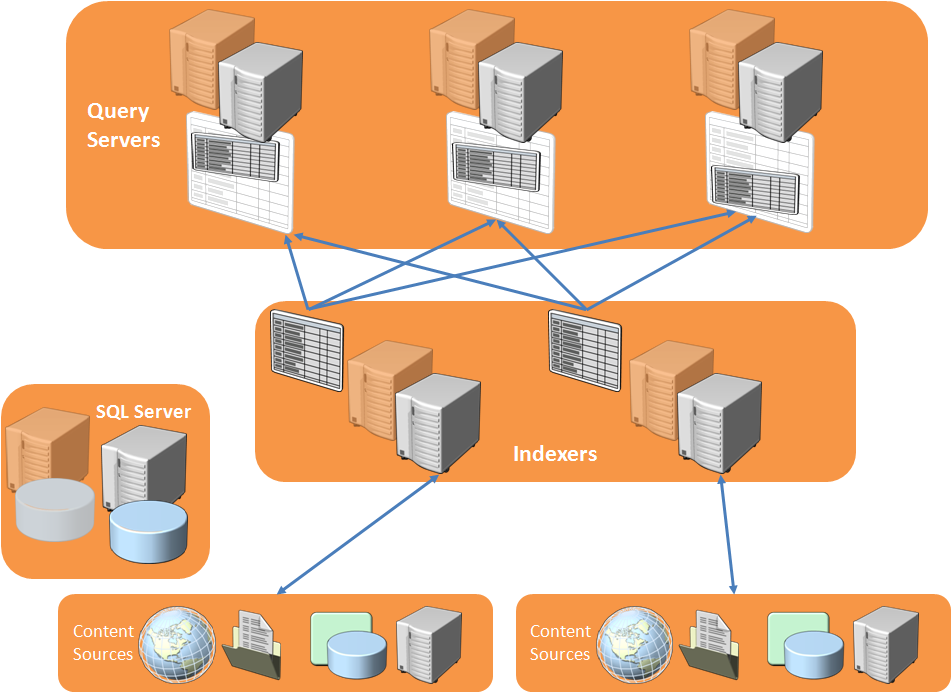 Query
Servers
SQL Server
Indexers
Content
Sources
Content
Sources